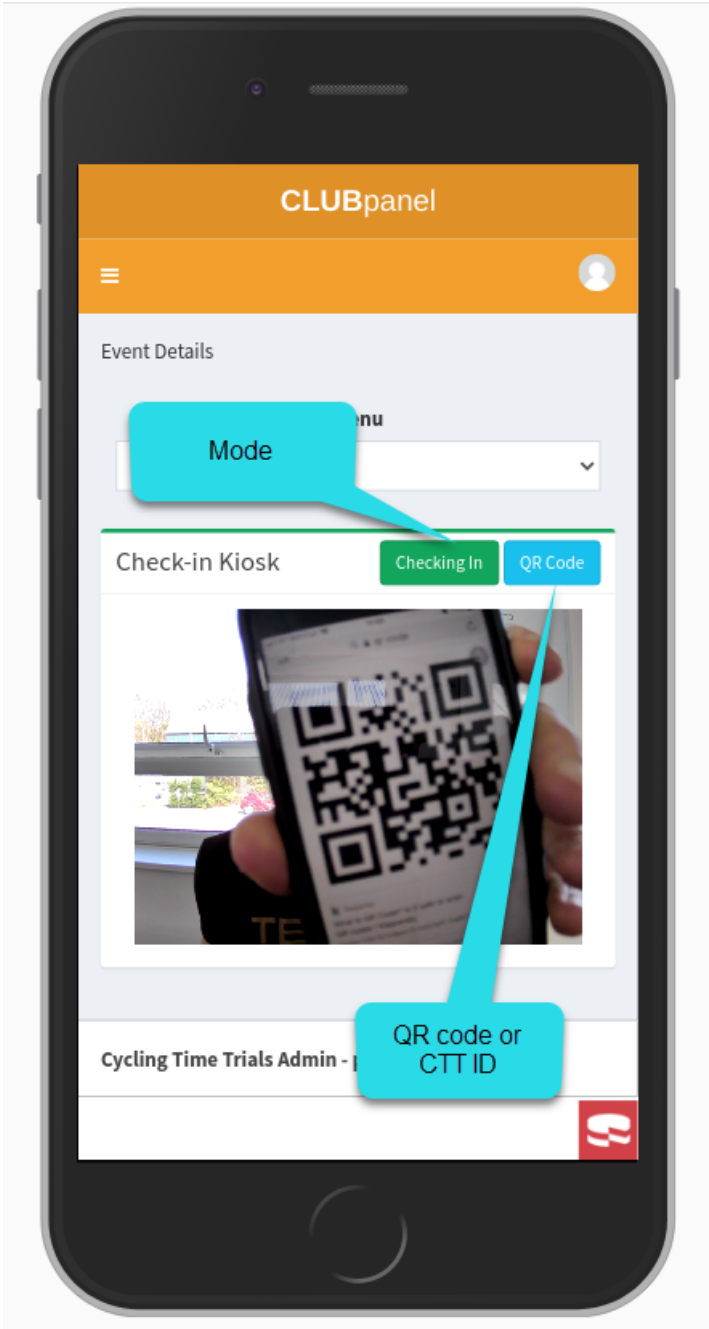 CLUBpanel
Event Details
enu
Mode
Check-in Kiosk
Checking In
QR Code
TE
QR code or
CTT ID
Cycling Time Trials Admin -